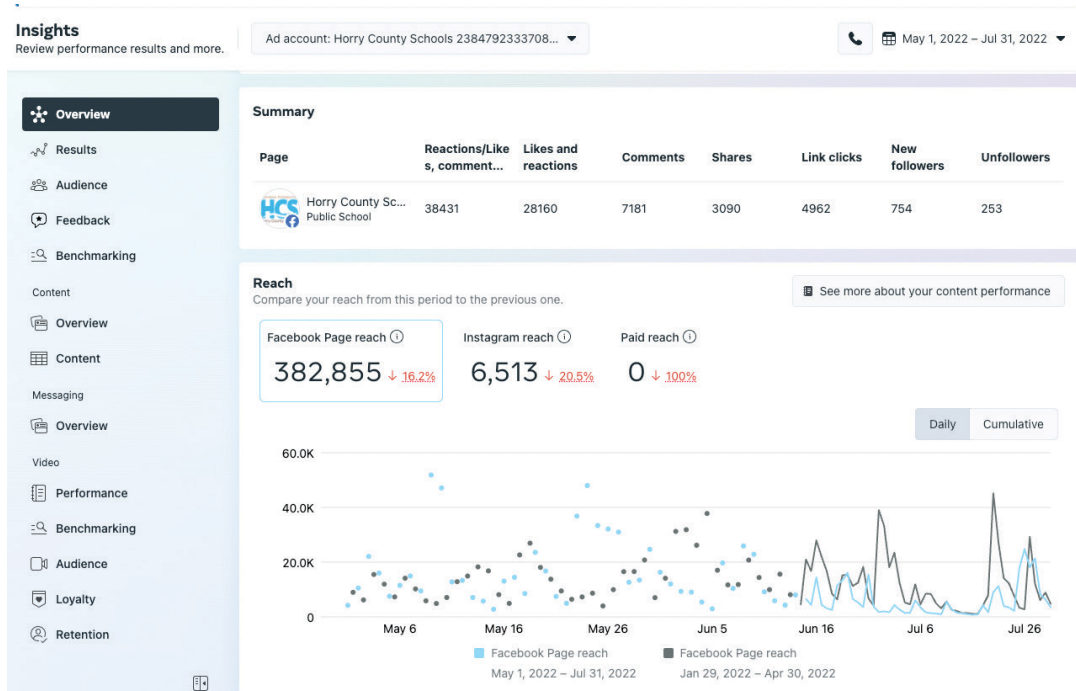 Insights
Review performance results and more.
Ad account: Horry County Schools 2384792333708...
May 1, 2022 – Jul 31, 2022
Overview
Results
Audience
Feedback
Benchmarking
Content
Overview
Content
Messaging
Overview
Video
Performance
Benchmarking
Audience
Loyalty
Retention
Summary
Page
Reactions/Like
s, comment...
Likes and
reactions
Comments
Shares
Link clicks
New
followers
Unfollowers
HCS
Horry County Sc...
Public School
38431
28160
7181
3090
4962
754
253
Reach
Compare your reach from this period to the previous one.
See more about your content performance
Facebook Page reach
382,855 ↓ 16.2%
Instagram reach
6,513 ↓ 20.5%
Paid reach
0 ↓ 100%
Daily
Cumulative
60.0K
40.0K
20.0K
0
May 6
May 16
May 26
Jun 5
Jun 16
Jul 6
Jul 26
Facebook Page reach
May 1, 2022 – Jul 31, 2022
Facebook Page reach
Jan 29, 2022 – Apr 30, 2022